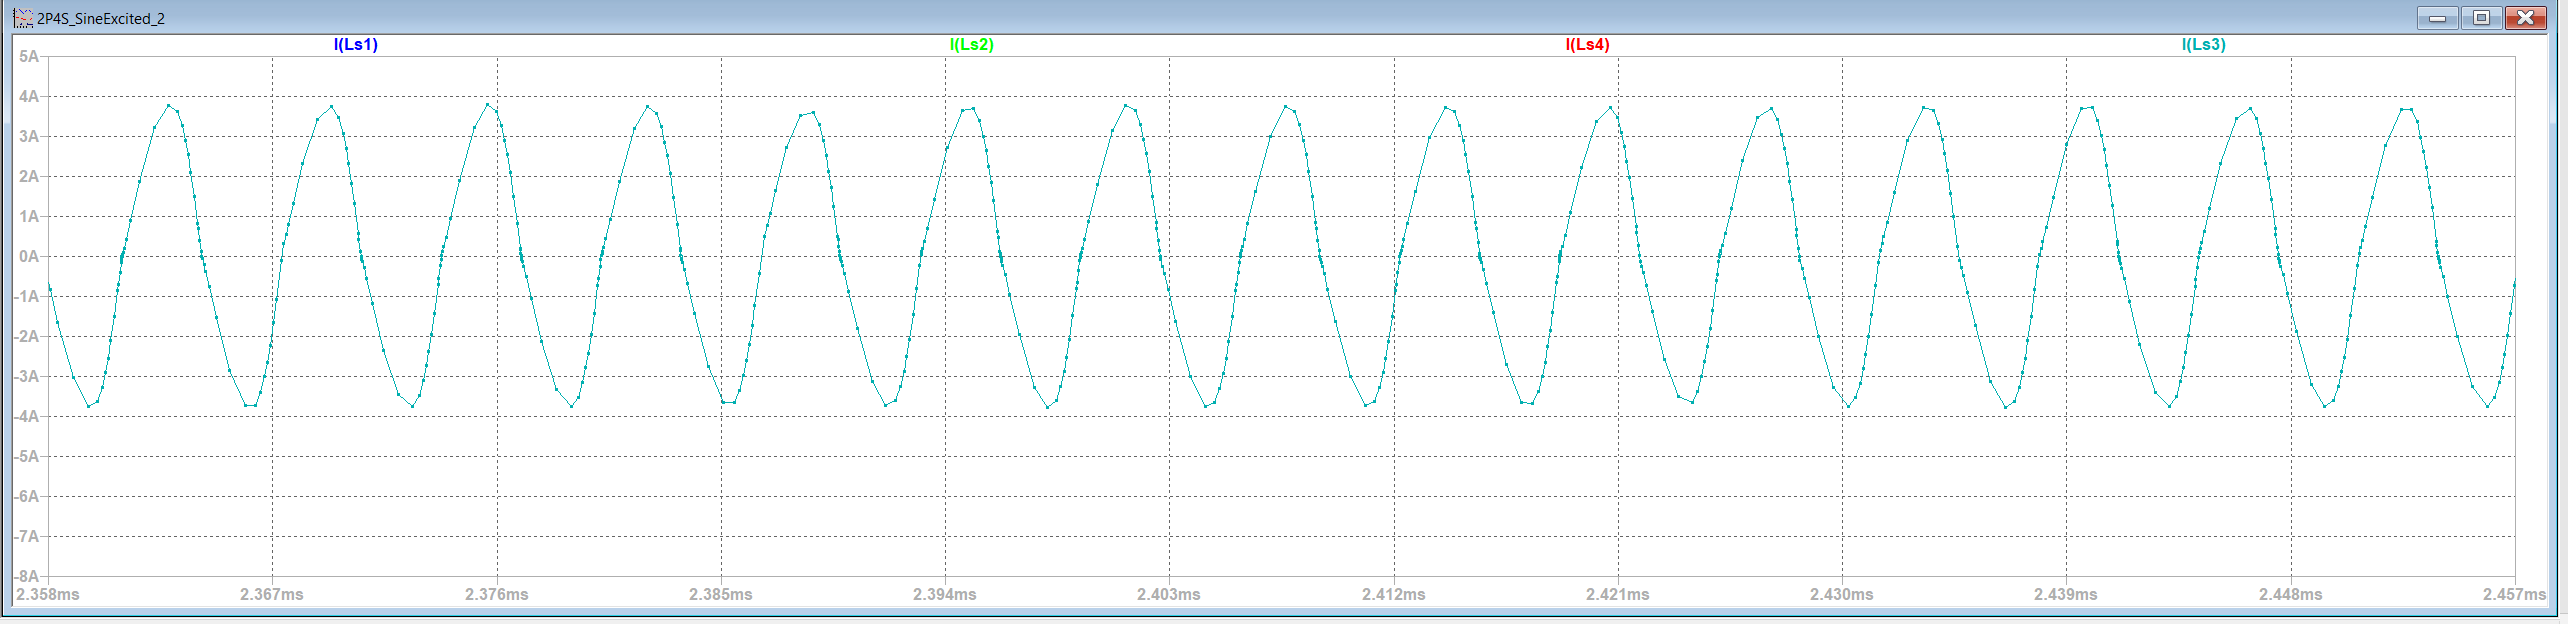 2P4S_SineExcited_2
I(Ls1) I(Ls2) I(Ls4) I(Ls3)
5A
4A
3A
2A
1A
0A
-1A
-2A
-3A
-4A
-5A
-6A
-7A
-8A
2.358ms 2.367ms 2.376ms 2.385ms 2.394ms 2.403ms 2.412ms 2.421ms 2.430ms 2.439ms 2.448ms 2.457ms